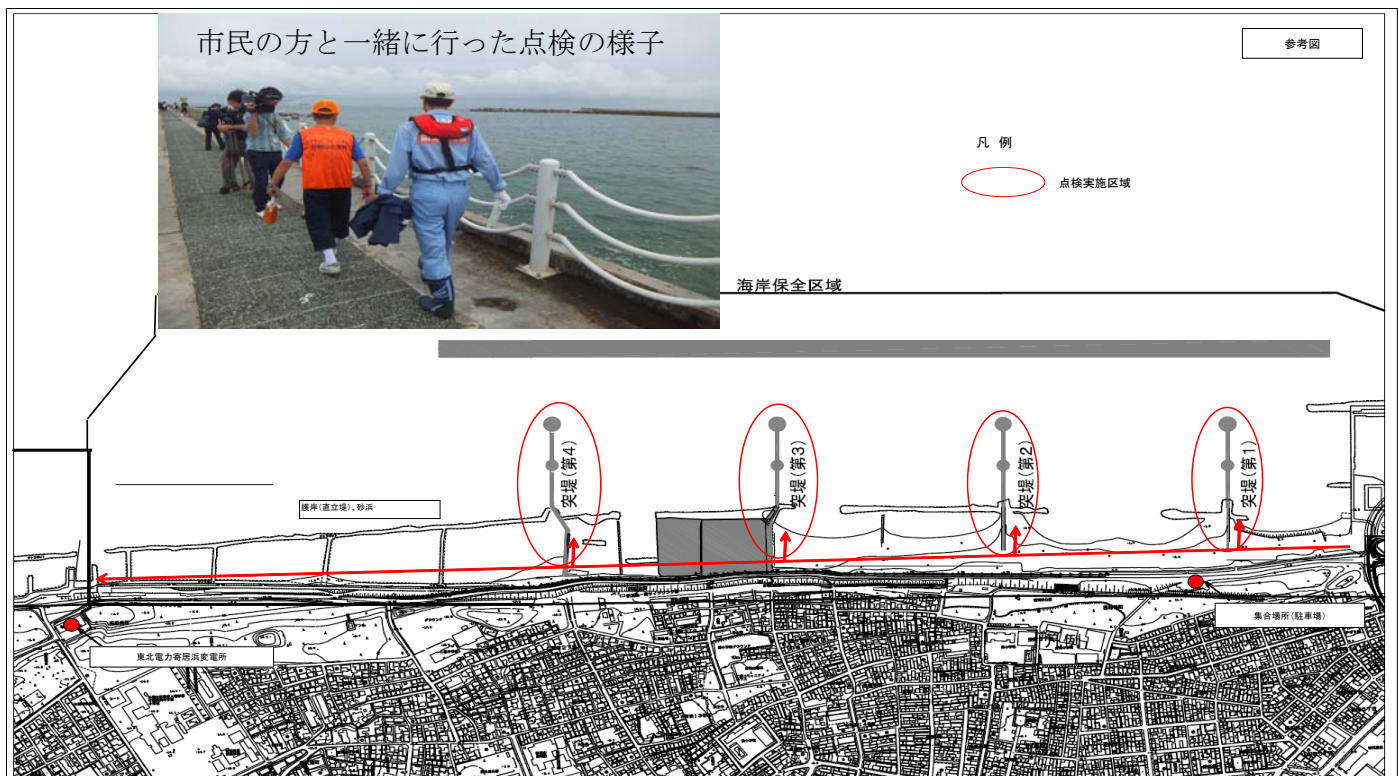 市民の方と一緒に行った点検の様子
参考図
凡 例
点検実施区域
海岸保全区域
突堤(第4)
突堤(第3)
突堤(第2)
突堤(第1)
護岸(直立堤)、砂浜
集合場所(駐車場)
東北電力寄居浜変電所